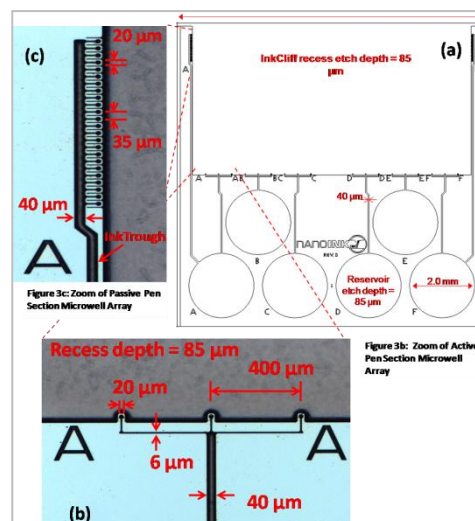 (c)
20 µm
35 µm
40 µm
InkTrough
A
Figure 3c: Zoom of Passive Pen
Section Microwell Array
(a)
InkCliff recess etch depth = 85
µm
A
A AB BC C D DE EF F
40 µm
NANOINK
REV.0
B
E
A
C
D
F
Reservoir
etch depth =
85 µm
2.0 mm
Figure 3b: Zoom of Active
Pen Section Microwell
Array
Recess depth = 85 µm
20 µm
400 µm
A
A
6 µm
40 µm
(b)